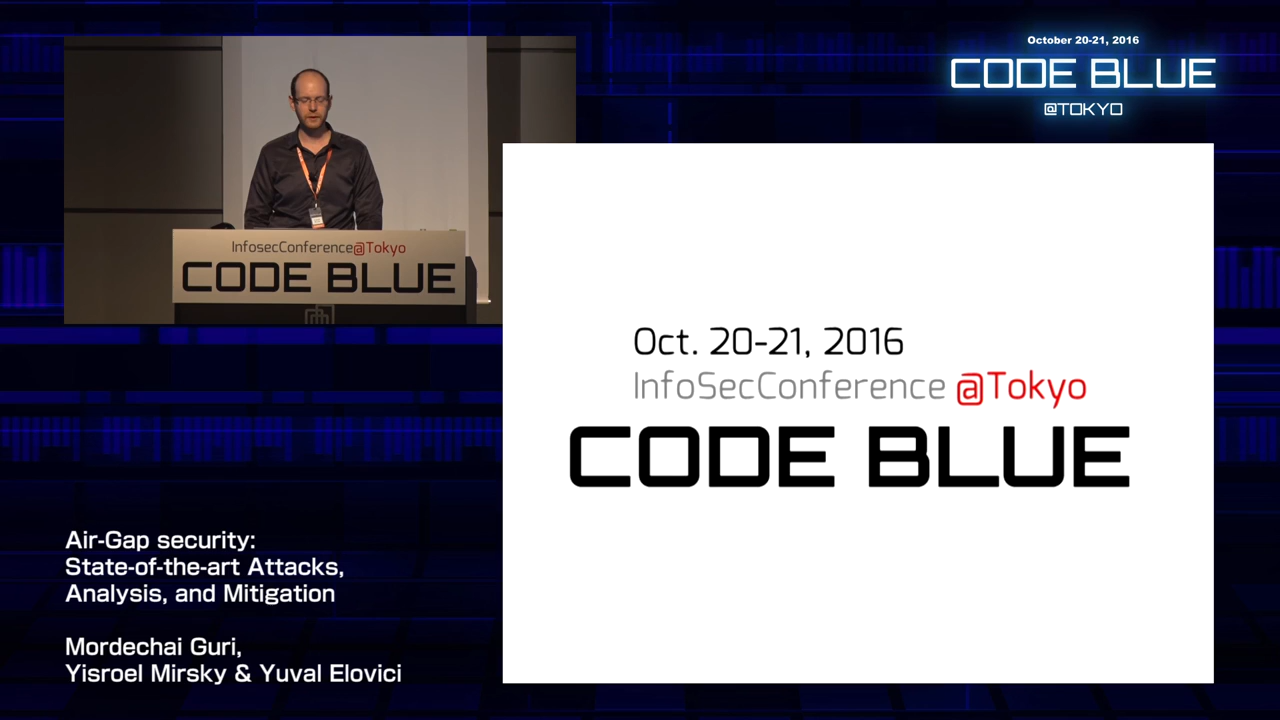 October 20-21, 2016
CODE BLUE
@TOKYO
InfosecConference@Tokyo
CODE BLUE
Oct. 20-21, 2016
InfoSecConference @Tokyo
CODE BLUE
Air-Gap security:
State-of-the-art Attacks,
Analysis, and Mitigation
Mordechai Guri,
Yisroel Mirsky & Yuval Elovici